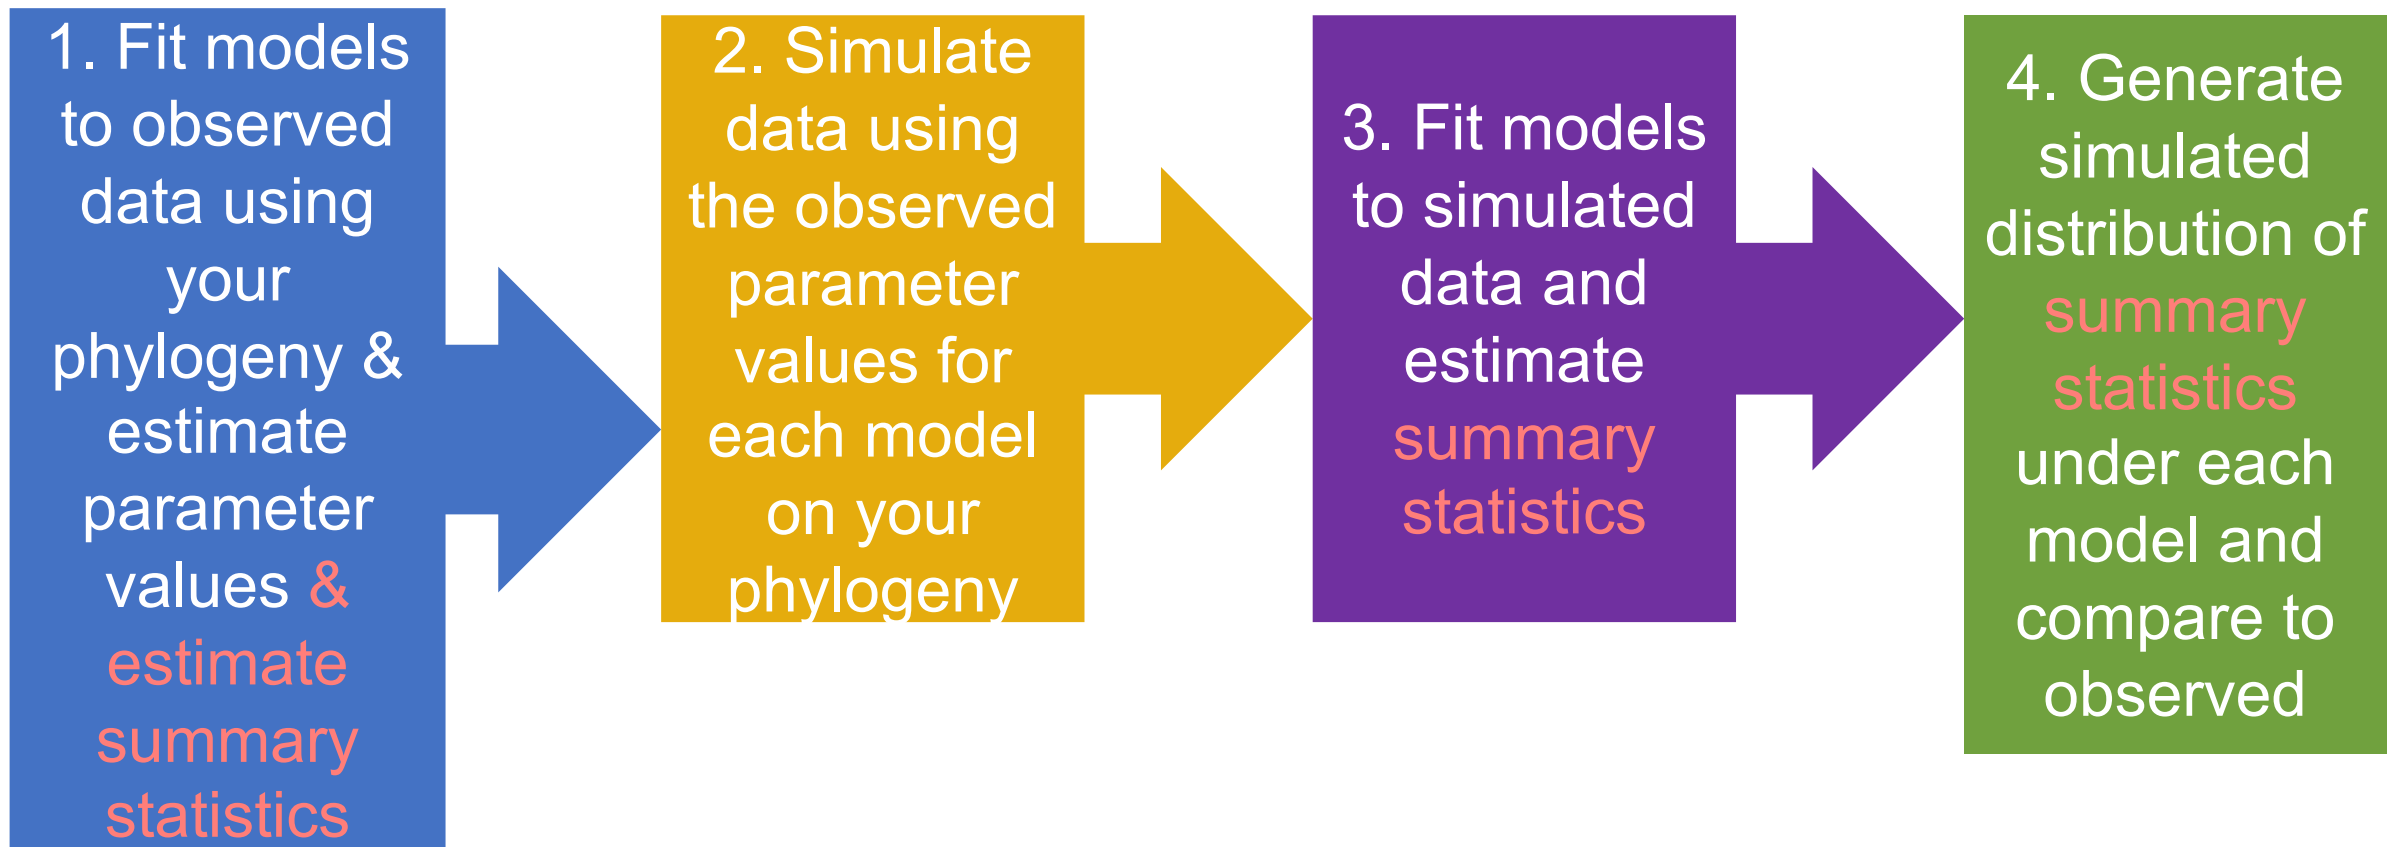 1. Fit models
to observed
data using
your
phylogeny &
estimate
parameter
values &
estimate
summary
statistics
2. Simulate
data using
the observed
parameter
values for
each model
on your
phylogeny
3. Fit models
to simulated
data and
estimate
summary
statistics
4. Generate
simulated
distribution of
summary
statistics
under each
model and
compare to
observed